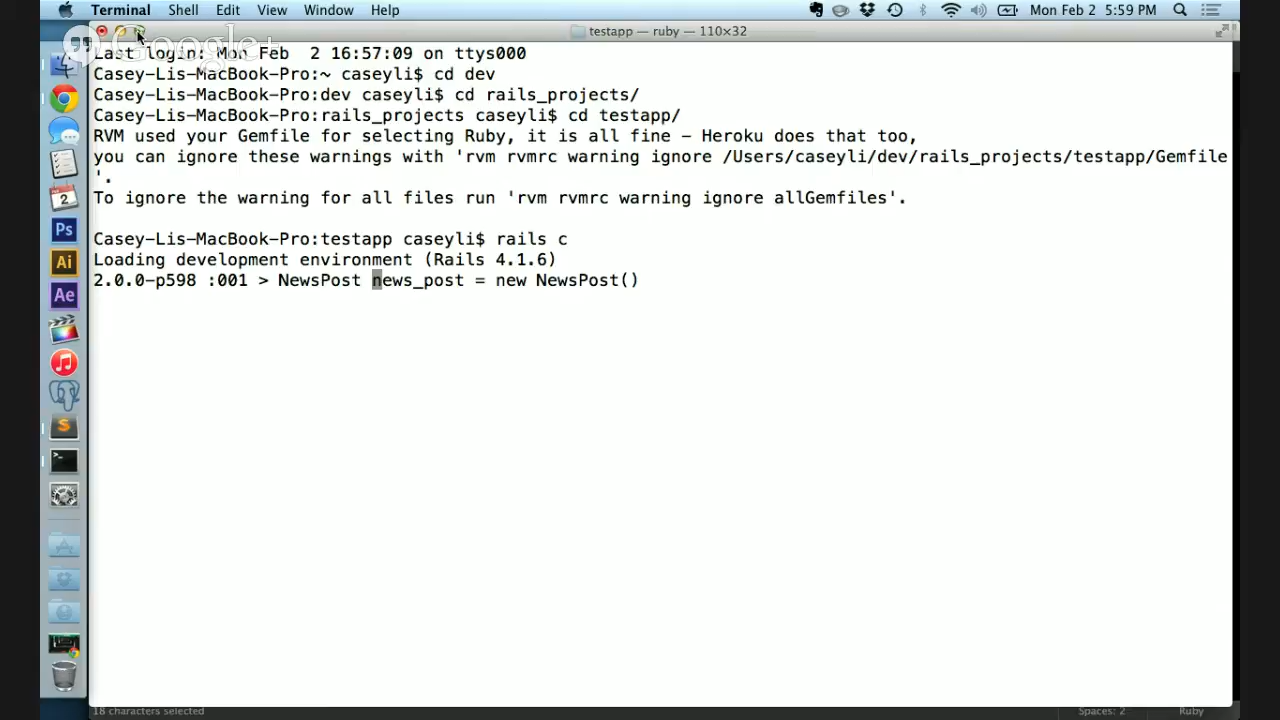 Terminal Shell Edit View Window Help Mon Feb 2 5:59 PM
Google+
testapp — ruby — 110×32
Last login: Mon Feb  2 16:57:09 on ttys000
Casey-Lis-MacBook-Pro:~ caseyli$ cd dev
Casey-Lis-MacBook-Pro:dev caseyli$ cd rails_projects/
Casey-Lis-MacBook-Pro:rails_projects caseyli$ cd testapp/
RVM used your Gemfile for selecting Ruby, it is all fine - Heroku does that too,
you can ignore these warnings with 'rvm rvmrc warning ignore /Users/caseyli/dev/rails_projects/testapp/Gemfile
'.
To ignore the warning for all files run 'rvm rvmrc warning ignore allGemfiles'.
Casey-Lis-MacBook-Pro:testapp caseyli$ rails c
Loading development environment (Rails 4.1.6)
2.0.0-p598 :001 > NewsPost news_post = new NewsPost()
2
Ps
Ai
Ae
S
18 characters selected Spaces: 2 Ruby